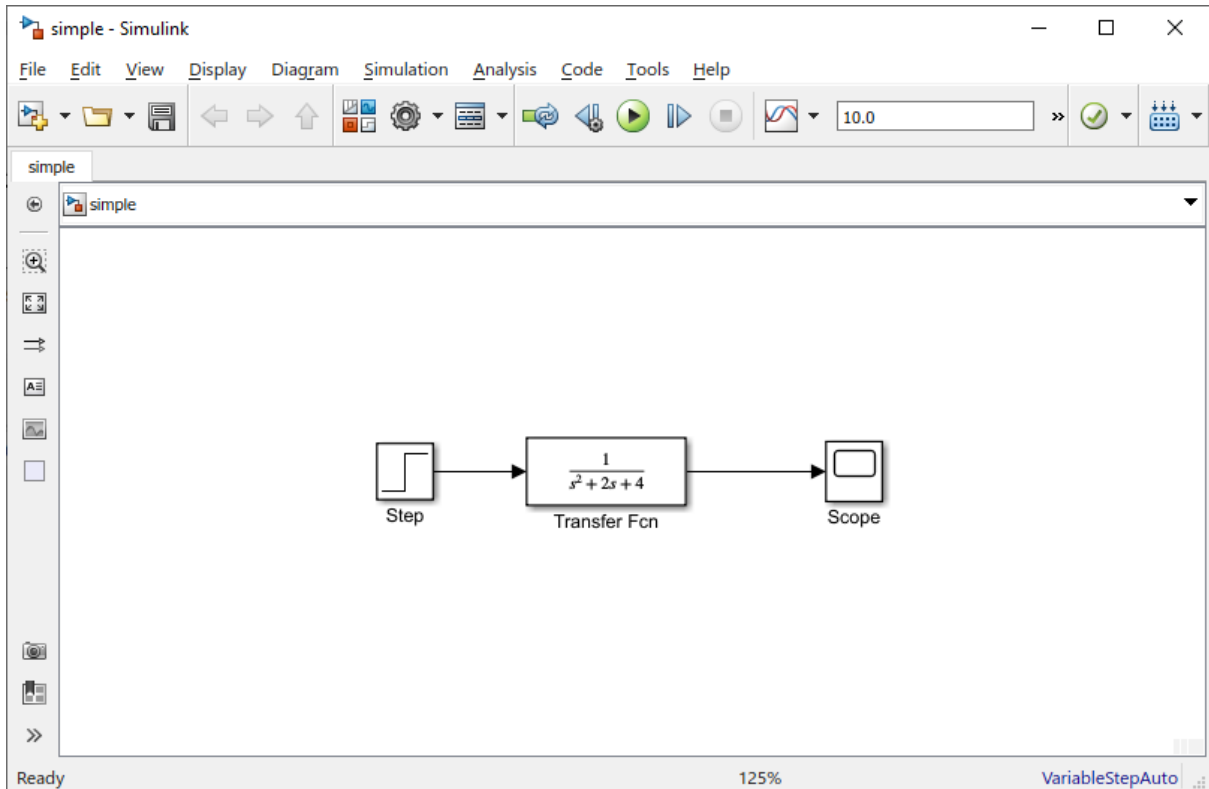 simple - Simulink
File Edit View Display Diagram Simulation Analysis Code Tools Help
10.0 »
simple
simple
A
1
s² + 2s + 4
Step
Transfer Fcn
Scope
»
Ready 125% VariableStepAuto